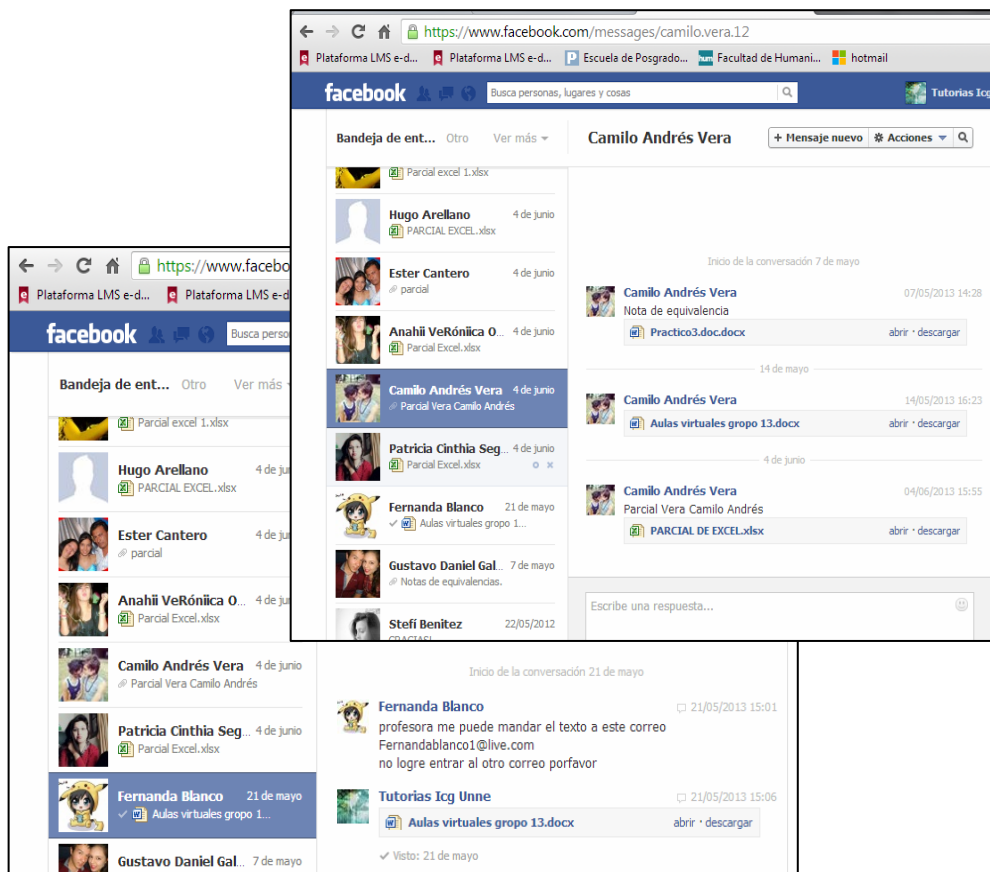 https://www.facebook.com/messages/camilo.vera.12
Plataforma LMS e-d... Plataforma LMS e-d... Escuela de Posgrado... Facultad de Humani... hotmail
facebook Busca personas, lugares y cosas Tutorias Icg
Bandeja de ent... Otro Ver más
Camilo Andrés Vera + Mensaje nuevo Acciones
Parcial excel 1.xlsx
Hugo Arellano 4 de junio
PARCIAL EXCEL.xlsx
Ester Cantero 4 de junio
parcial
Anahii VeRóniica O... 4 de junio
Parcial Excel.xlsx
Camilo Andrés Vera 4 de junio
Parcial Vera Camilo Andrés
Patricia Cinthia Seg... 4 de junio
Parcial Excel.xlsx
Fernanda Blanco 21 de mayo
Aulas virtuales gropo 1...
Gustavo Daniel Gal... 7 de mayo
Notas de equivalencias.
Stefí Benitez 22/05/2012
GRACIAS!
Inicio de la conversación 7 de mayo
Camilo Andrés Vera 07/05/2013 14:28
Nota de equivalencia
Practico3.doc.docx abrir · descargar
14 de mayo
Camilo Andrés Vera 14/05/2013 16:23
Aulas virtuales gropo 13.docx abrir · descargar
4 de junio
Camilo Andrés Vera 04/06/2013 15:55
Parcial Vera Camilo Andrés
PARCIAL DE EXCEL.xlsx abrir · descargar
Escribe una respuesta...
https://www.facebo
Plataforma LMS e-d... Plataforma LMS e-d
facebook Busca perso
Bandeja de ent... Otro Ver más
Parcial excel 1.xlsx
Hugo Arellano 4 de ju
PARCIAL EXCEL.xlsx
Ester Cantero 4 de ju
parcial
Anahii VeRóniica O... 4 de ju
Parcial Excel.xlsx
Camilo Andrés Vera 4 de junio
Parcial Vera Camilo Andrés
Patricia Cinthia Seg... 4 de junio
Parcial Excel.xlsx
Fernanda Blanco 21 de mayo
Aulas virtuales gropo 1...
Gustavo Daniel Gal... 7 de mayo
Inicio de la conversación 21 de mayo
Fernanda Blanco 21/05/2013 15:01
profesora me puede mandar el texto a este correo
Fernandablanco1@live.com
no logre entrar al otro correo porfavor
Tutorias Icg Unne 21/05/2013 15:06
Aulas virtuales gropo 13.docx abrir · descargar
Visto: 21 de mayo